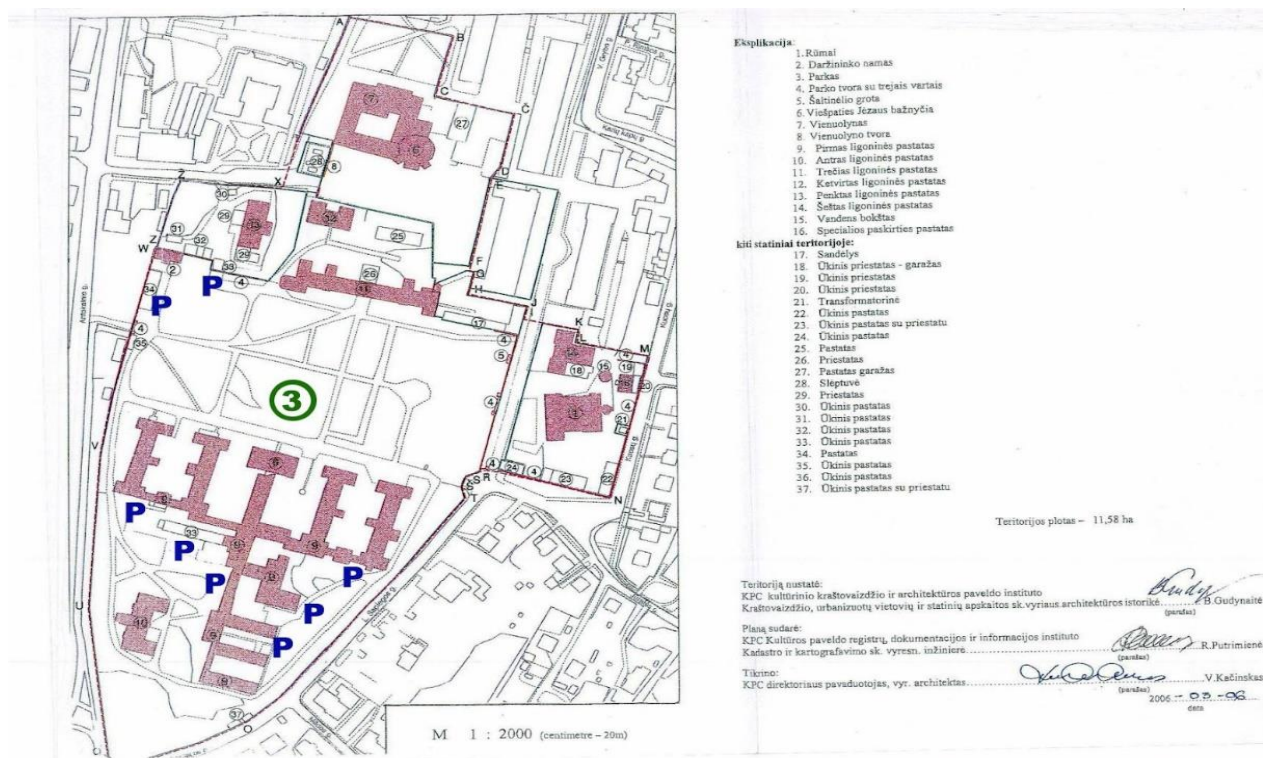 A
B
C
Č
D
E
F
G
H
J
K
L
M
N
O
R
S
Š
T
U
V
W
Z
Ž
X
P
P
P
P
P
P
P
P
3
M 1 : 2000 (centimetre – 20m)
Eksplikacija:
1. Rūmai
2. Daržininko namas
3. Parkas
4. Parko tvora su trejais vartais
5. Šaltinėlio grota
6. Viešpaties Jėzaus bažnyčia
7. Vienuolynas
8. Vienuolyno tvora
9. Pirmas ligoninės pastatas
10. Antras ligoninės pastatas
11. Trečias ligoninės pastatas
12. Ketvirtas ligoninės pastatas
13. Penktas ligoninės pastatas
14. Šeštas ligoninės pastatas
15. Vandens bokštas
16. Specialios paskirties pastatas
kiti statiniai teritorijoje:
17. Sandėlys
18. Ūkinis priestatas - garažas
19. Ūkinis priestatas
20. Ūkinis priestatas
21. Transformatorinė
22. Ūkinis pastatas
23. Ūkinis pastatas su priestatu
24. Ūkinis pastatas
25. Pastatas
26. Priestatas
27. Pastatas garažas
28. Slėptuvė
29. Priestatas
30. Ūkinis pastatas
31. Ūkinis pastatas
32. Ūkinis pastatas
33. Ūkinis pastatas
34. Pastatas
35. Ūkinis pastatas
36. Ūkinis pastatas
37. Ūkinis pastatas su priestatu
Teritorijos plotas – 11,58 ha
Teritoriją nustatė:
KPC kultūrinio kraštovaizdžio ir architektūros paveldo instituto
Kraštovaizdžio, urbanizuotų vietovių ir statinių apskaitos sk.vyriaus.architektūros istorikė........B.Gudynaitė
(parašas)
Planą sudarė:
KPC Kultūros paveldo registrų, dokumentacijos ir informacijos instituto
Kadastro ir kartografavimo sk. vyresn. inžinierė........R.Putrimienė
(parašas)
Tikrino:
KPC direktoriaus pavaduotojas, vyr. architektas........V.Kačinskas
(parašas)
2006 - 03 - 06
data